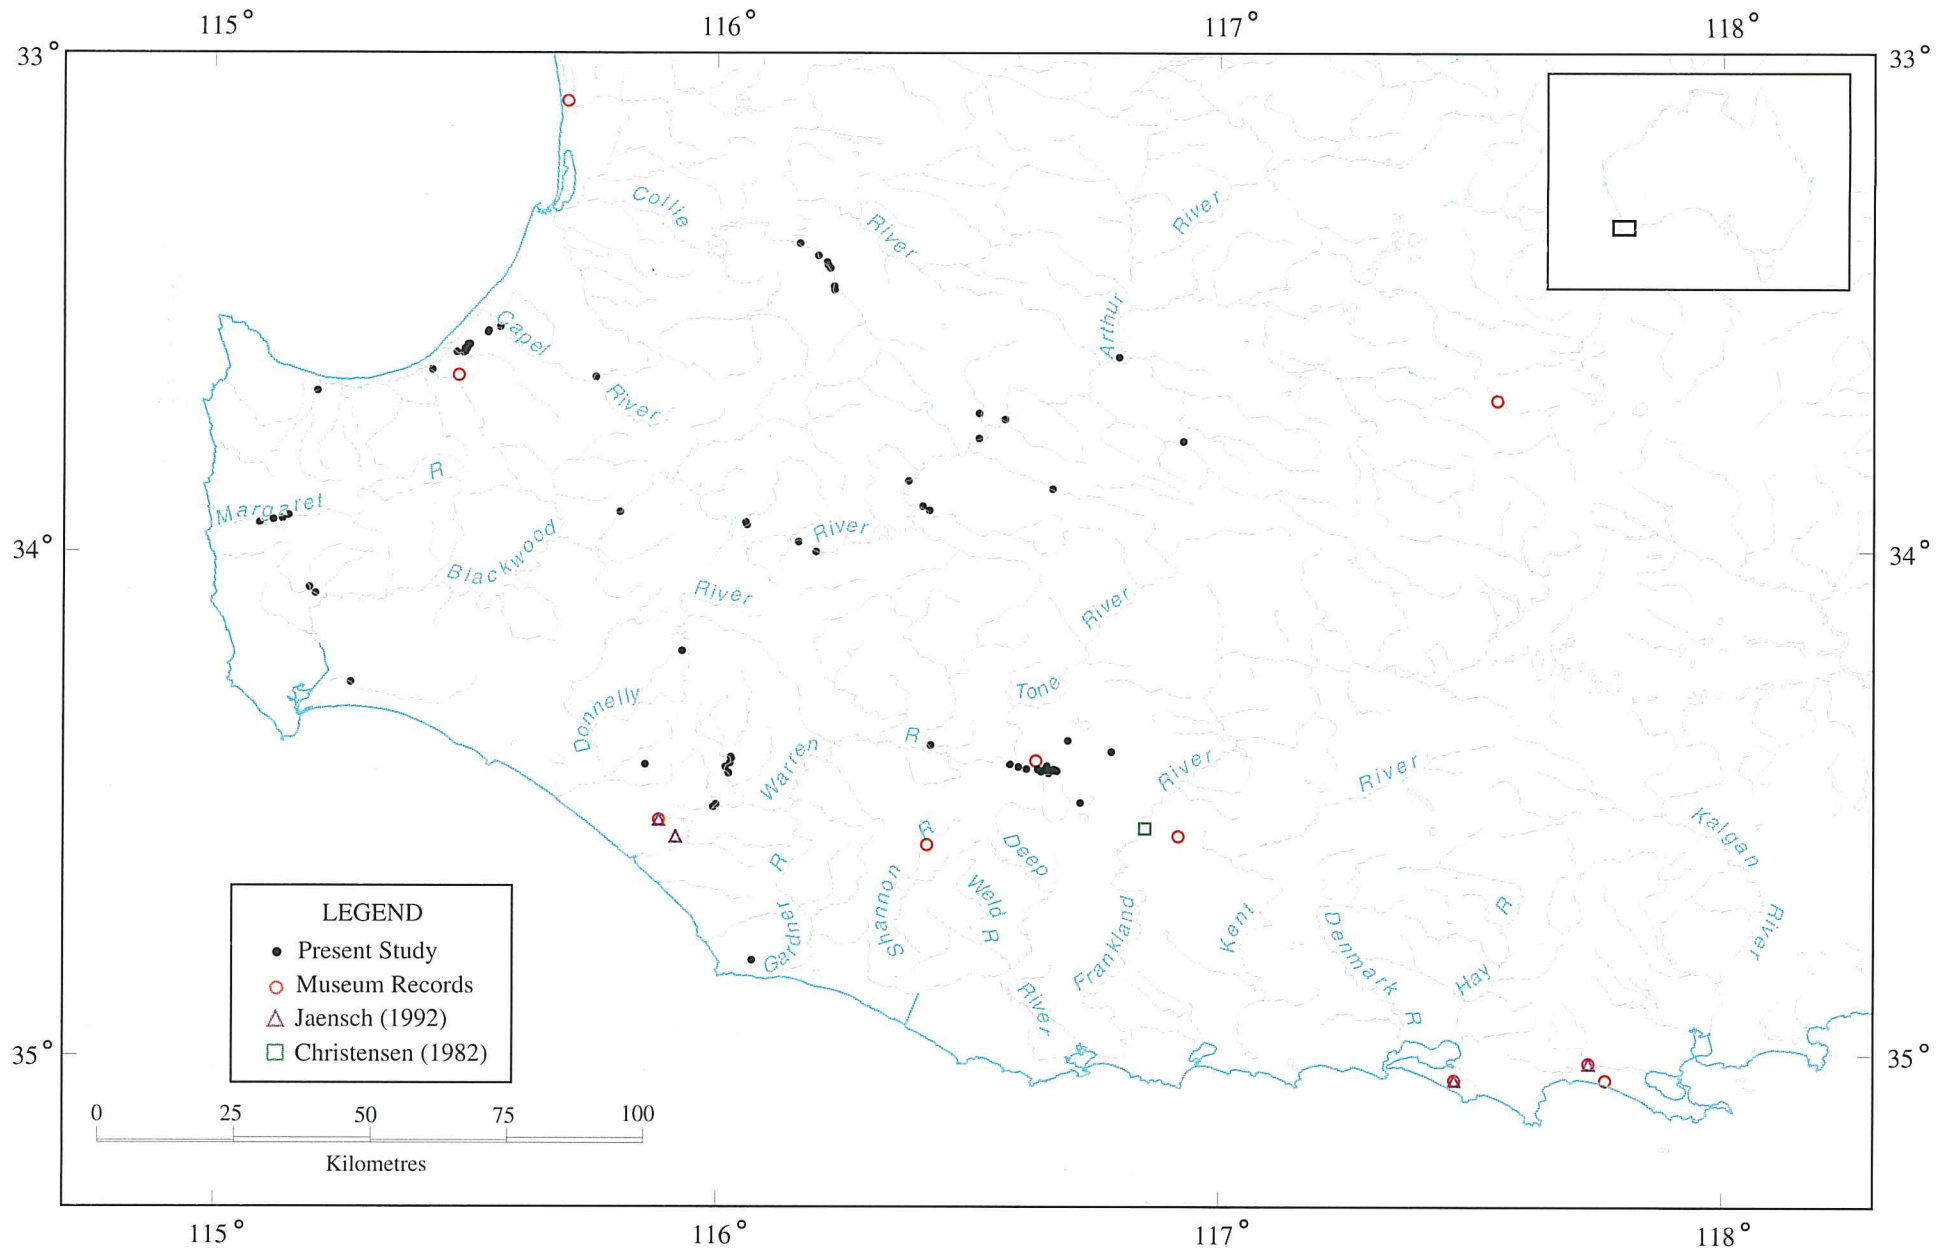 115° 116° 117° 118°
33° 33°
Collie River
River
Arthur
Capel River
Margaret R
Blackwood River
34° 34°
River
River
Tone
Donnelly
Warren R
River
River
Kalgan River
Gardner R
Shannon R
Deep River
Weld R
Frankland
Kent
Denmark R
Hay R
LEGEND
Present Study
Museum Records
Jaensch (1992)
Christensen (1982)
35° 35°
0 25 50 75 100
Kilometres
115° 116° 117° 118°